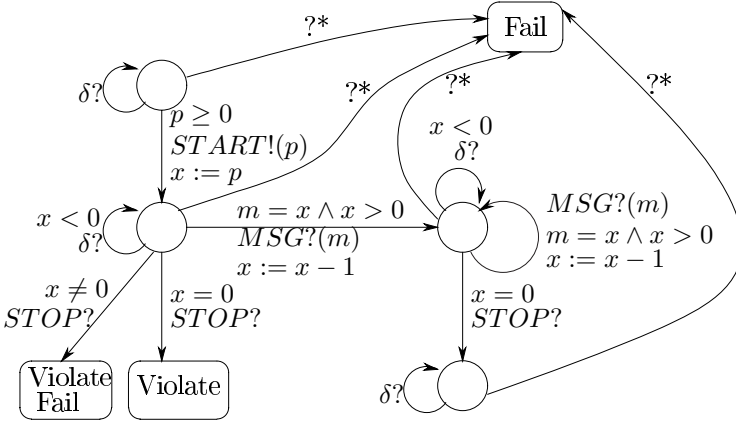 ?*
Fail
?*
?*
?*
δ?
p ≥ 0
START!(p)
x := p
x < 0
δ?
x < 0
δ?
m = x ∧ x > 0
MSG?(m)
x := x − 1
MSG?(m)
m = x ∧ x > 0
x := x − 1
x ≠ 0
STOP?
x = 0
STOP?
x = 0
STOP?
Violate
Fail
Violate
δ?